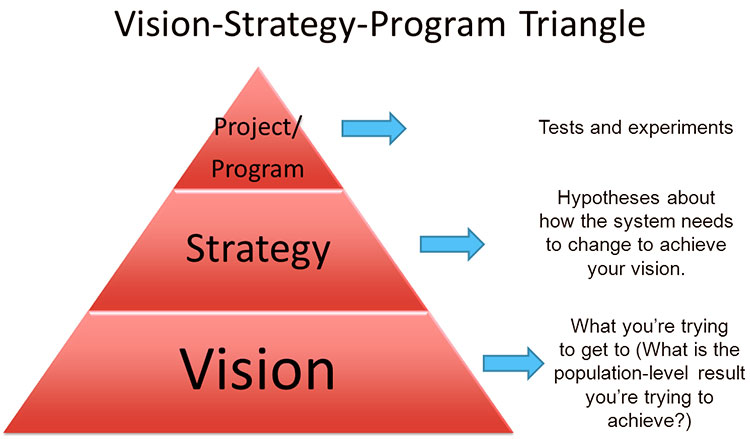 Vision-Strategy-Program Triangle
Project/
Program
Tests and experiments
Strategy
Hypotheses about
how the system needs
to change to achieve
your vision.
Vision
What you’re trying
to get to (What is the
population-level result
you’re trying to
achieve?)